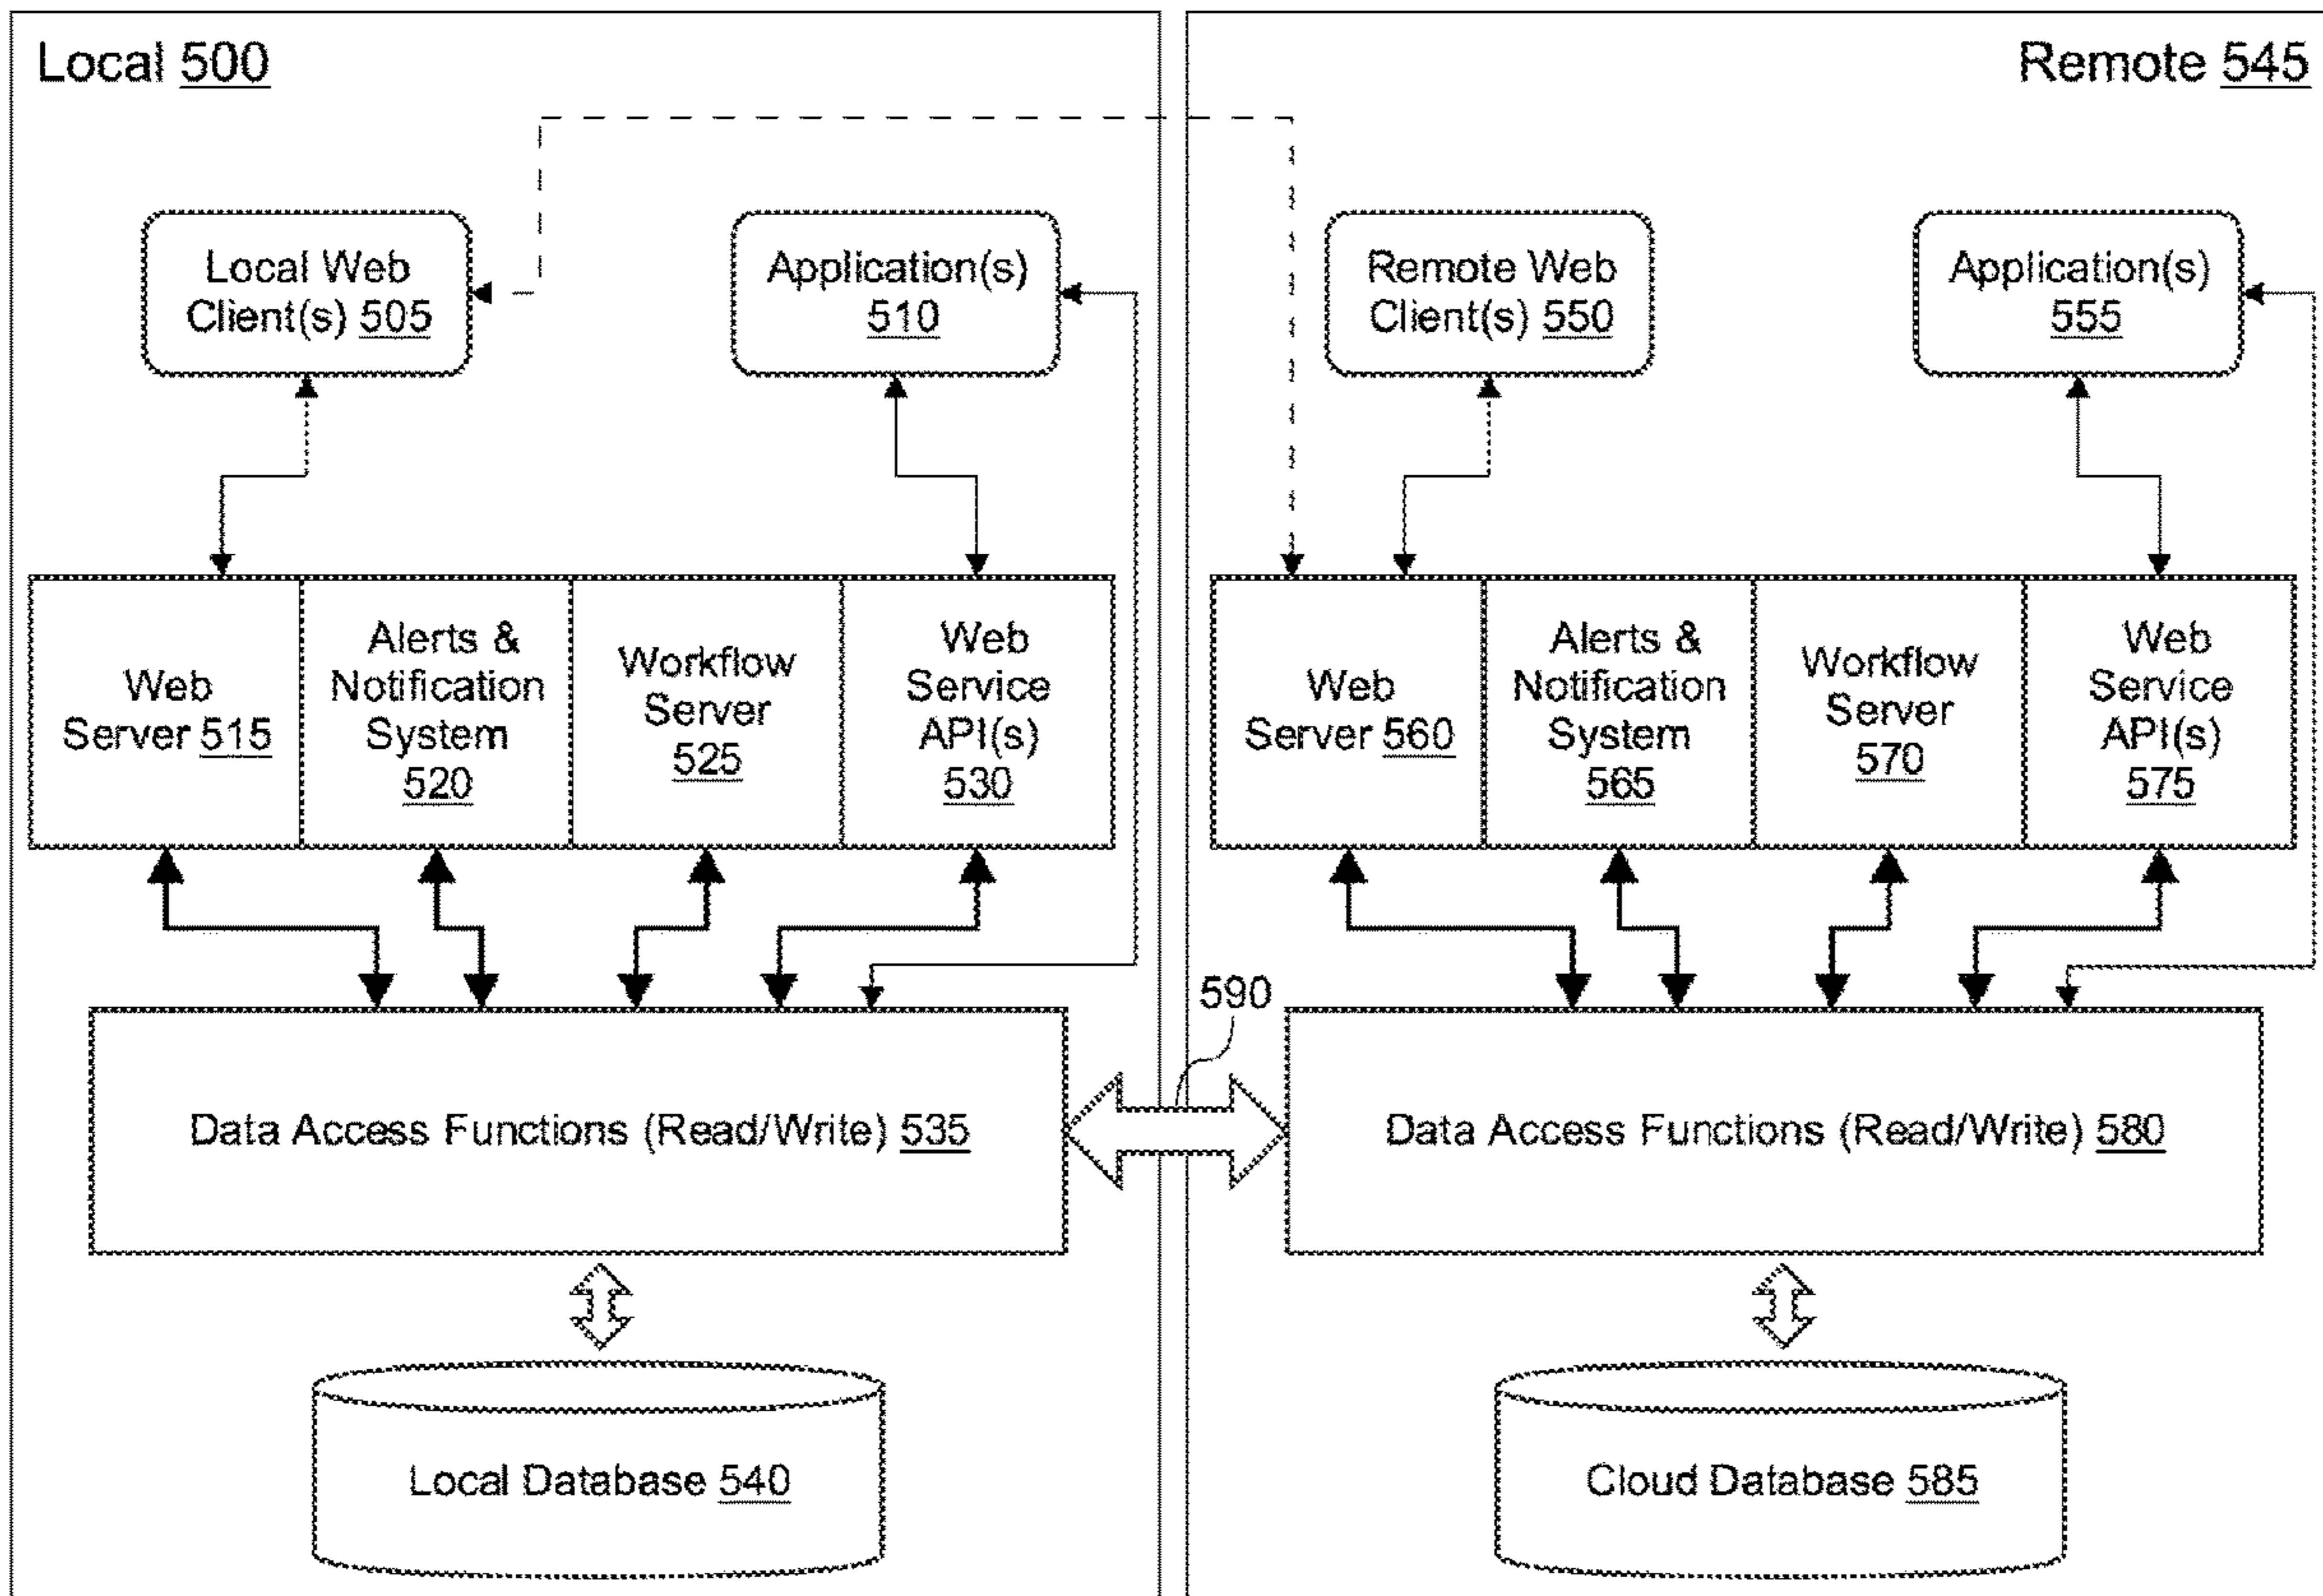 Local 500
Remote 545
Local Web
Client(s) 505
Application(s)
510
Remote Web
Client(s) 550
Application(s)
555
Web
Server 515
Alerts &
Notification
System
520
Workflow
Server
525
Web
Service
API(s)
530
Web
Server 560
Alerts &
Notification
System
565
Workflow
Server
570
Web
Service
API(s)
575
590
Data Access Functions (Read/Write) 535
Data Access Functions (Read/Write) 580
Local Database 540
Cloud Database 585